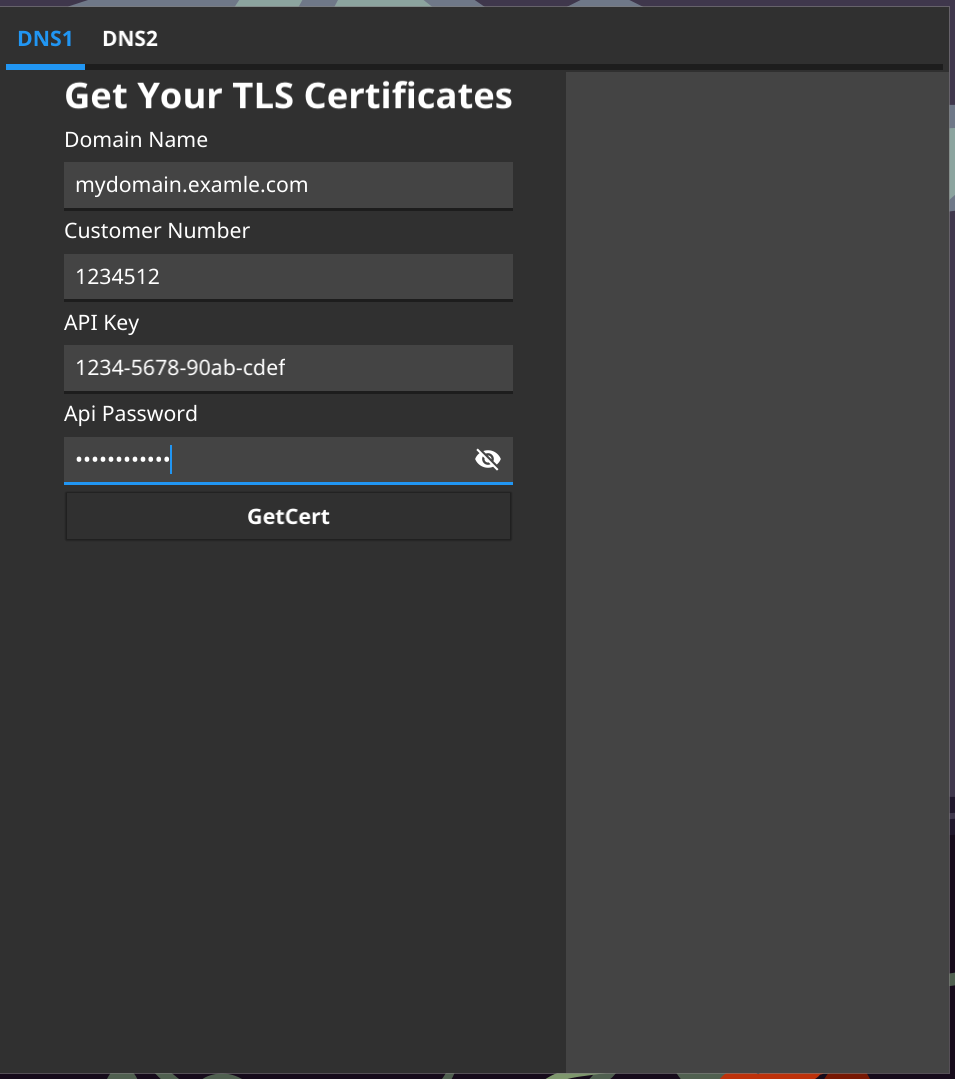 DNS1 DNS2
Get Your TLS Certificates
Domain Name
mydomain.examle.com
Customer Number
1234512
API Key
1234-5678-90ab-cdef
Api Password
••••••••••••
GetCert